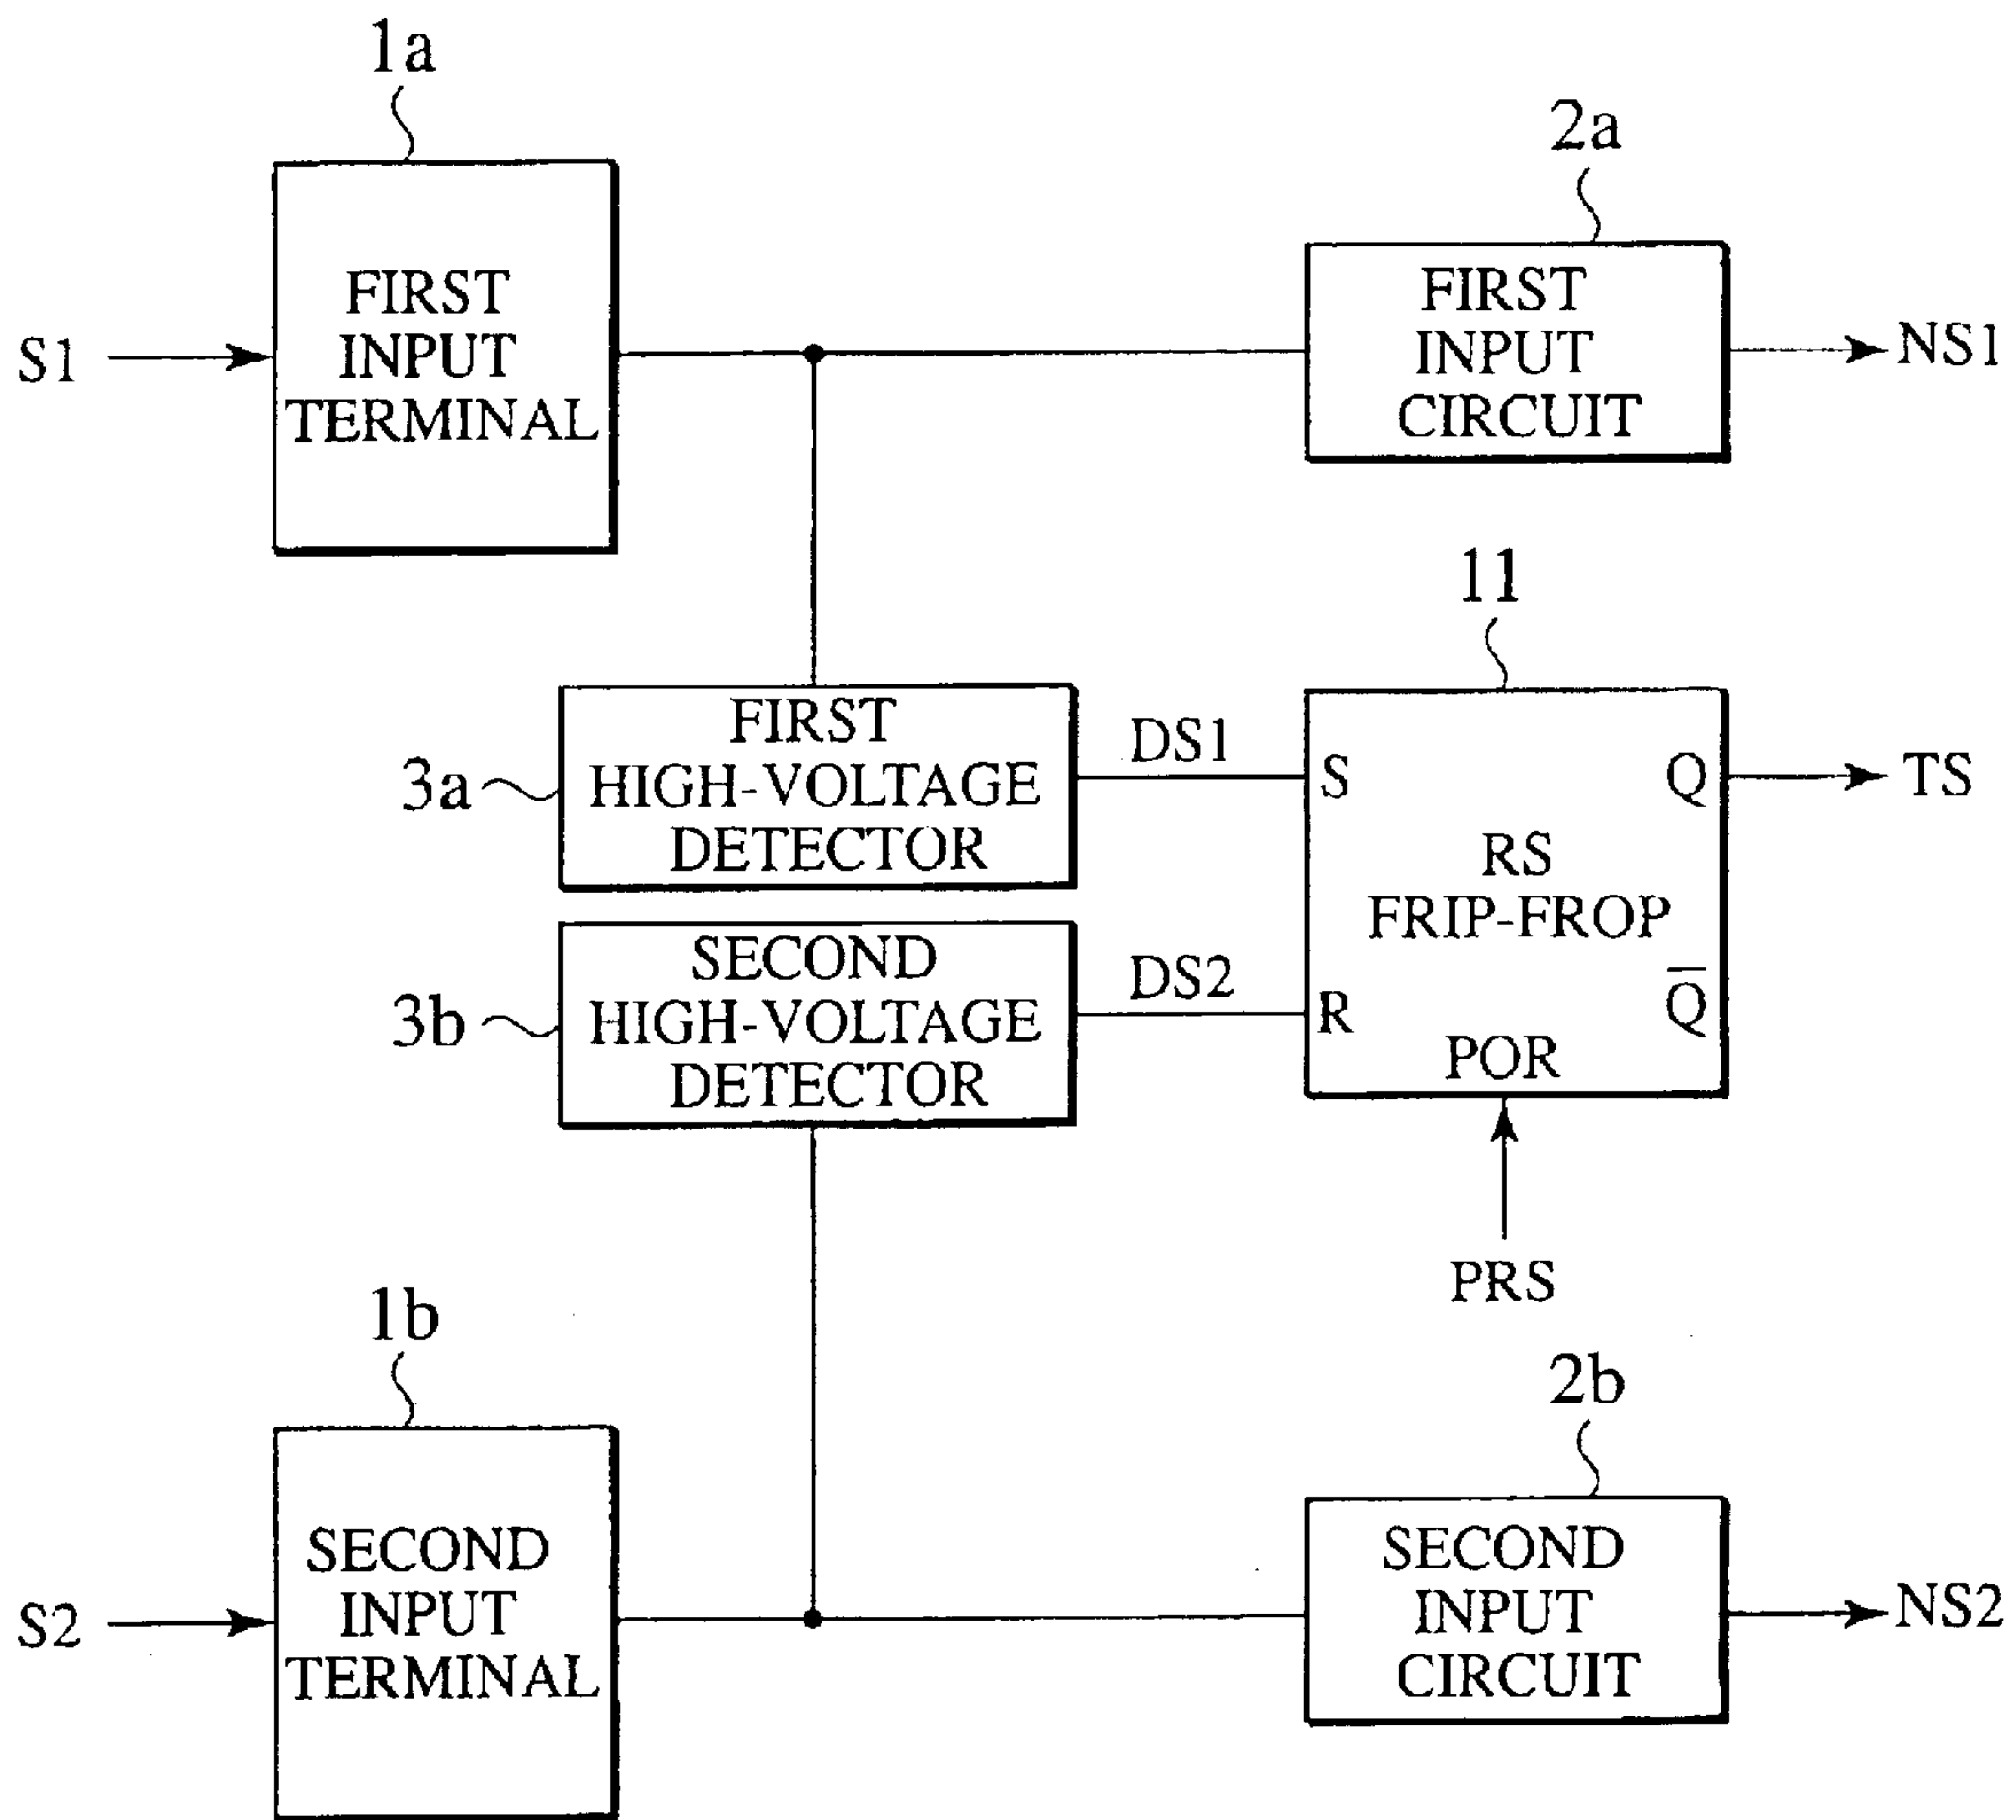 1a
2a
FIRST
INPUT
TERMINAL
FIRST
INPUT
CIRCUIT
S1
NS1
11
3a
FIRST
HIGH-VOLTAGE
DETECTOR
DS1
S
Q
TS
RS
FRIP-FROP
3b
SECOND
HIGH-VOLTAGE
DETECTOR
DS2
R
Q̅
POR
PRS
1b
2b
SECOND
INPUT
TERMINAL
SECOND
INPUT
CIRCUIT
S2
NS2